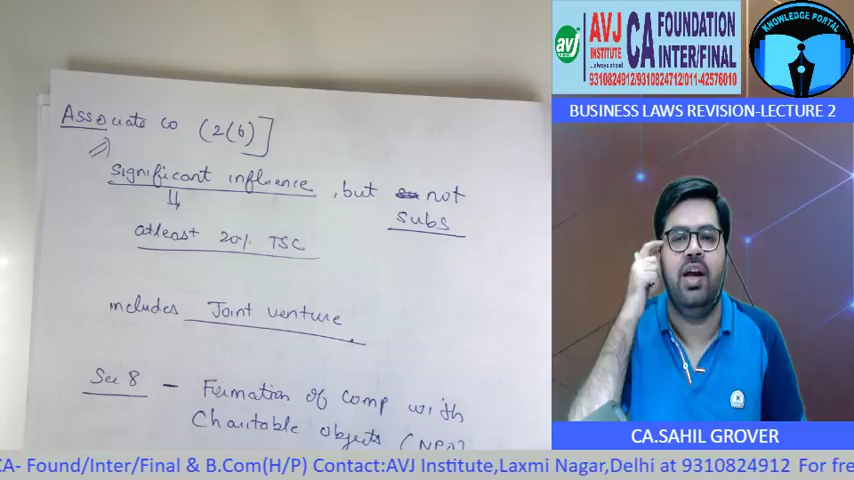 Associate co (2(6)]
significant influence, but not
subs
atleast 20% TSC
includes Joint venture
Sec 8 - Formation of comp with
Charitable objects
avj
AVJ
INSTITUTE
...always ahead
CA FOUNDATION
INTER/FINAL
9310824912/9310824712/011-42576010
KNOWLEDGE PORTAL
BUSINESS LAWS REVISION-LECTURE 2
CA.SAHIL GROVER
CA- Found/Inter/Final & B.Com(H/P) Contact:AVJ Institute,Laxmi Nagar,Delhi at 9310824912 For fre